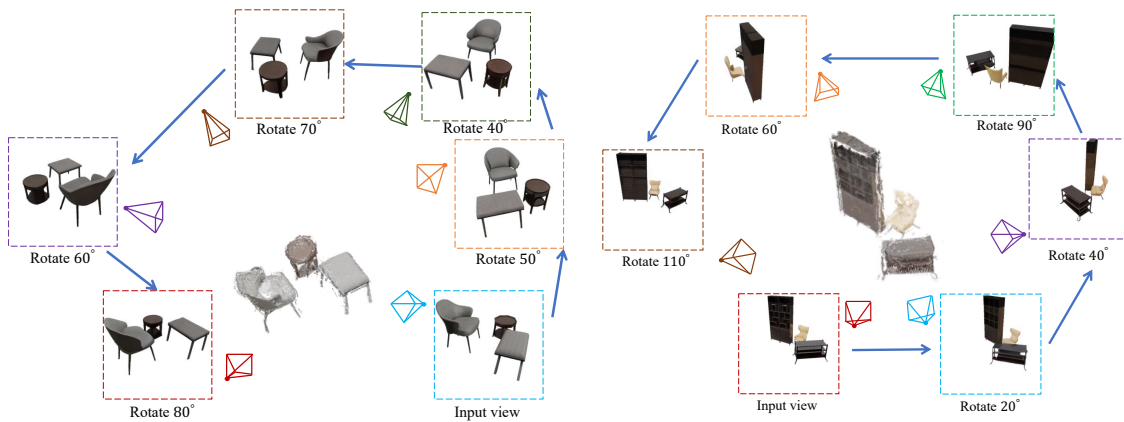 Rotate 70°
Rotate 40°
Rotate 60°
Rotate 50°
Rotate 80°
Input view
Rotate 60°
Rotate 90°
Rotate 110°
Rotate 40°
Input view
Rotate 20°